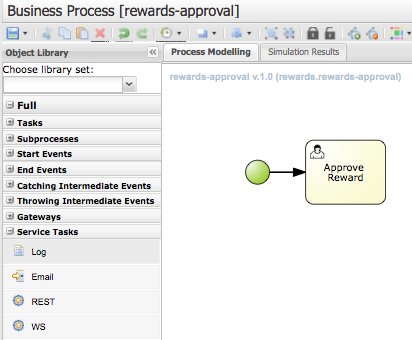 Business Process [rewards-approval]
Object Library
Process Modelling
Simulation Results
Choose library set:
rewards-approval v.1.0 (rewards.rewards-approval)
Full
Tasks
Subprocesses
Start Events
End Events
Catching Intermediate Events
Throwing Intermediate Events
Gateways
Service Tasks
Log
Email
REST
WS
Approve
Reward